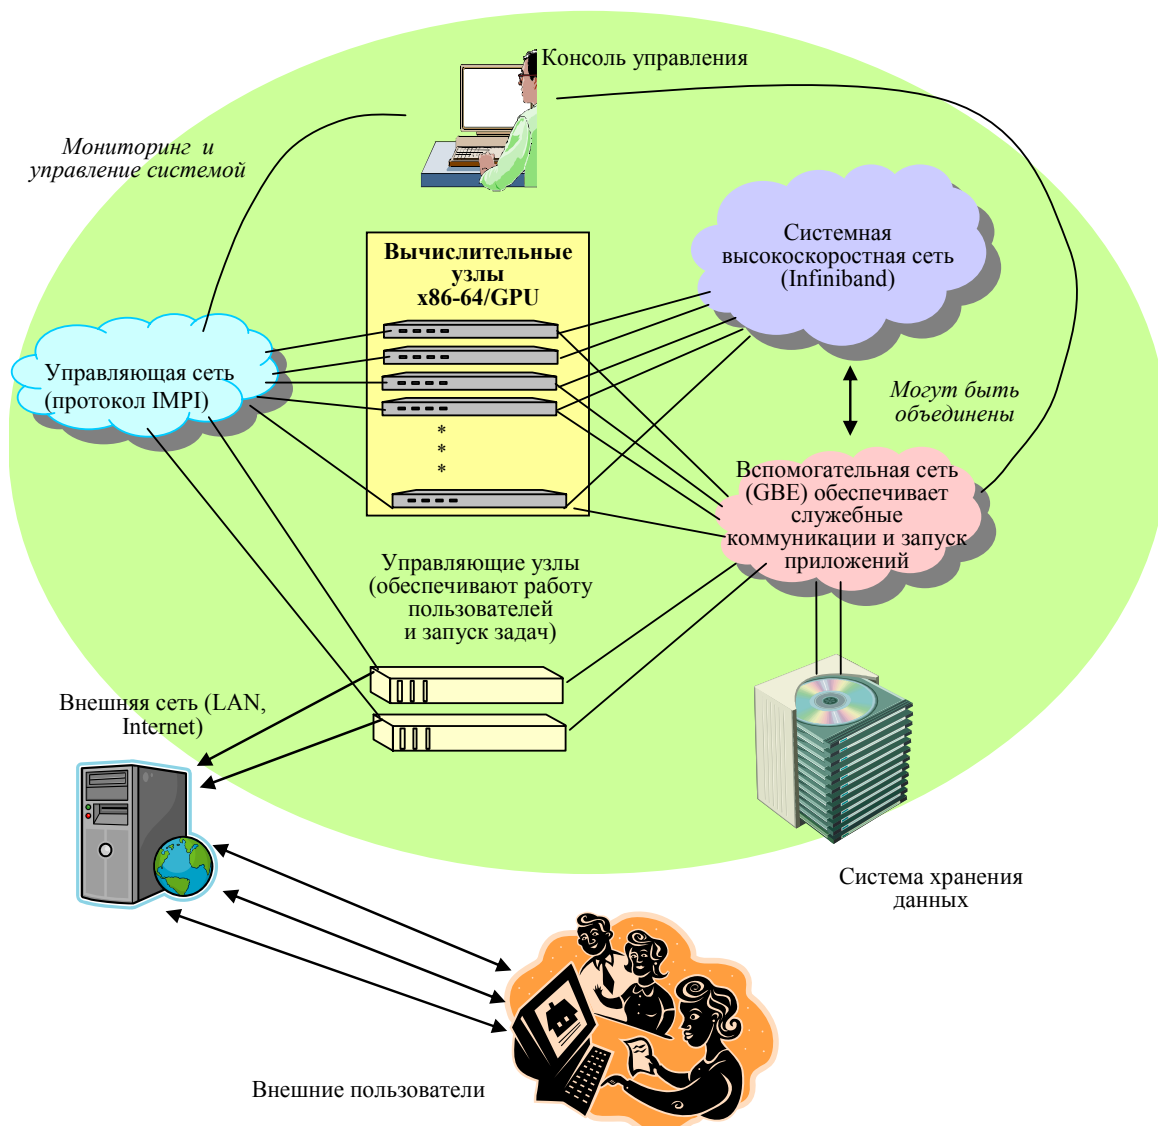 Консоль управления
Мониторинг и
управление системой
Системная
высокоскоростная сеть
(Infiniband)
Вычислительные
узлы
x86-64/GPU
Управляющая сеть
(протокол IMPI)
Могут быть
объединены
*
*
*
Вспомогательная сеть
(GBE) обеспечивает
служебные
коммуникации и запуск
приложений
Управляющие узлы
(обеспечивают работу
пользователей
и запуск задач)
Внешняя сеть (LAN,
Internet)
Система хранения
данных
Внешние пользователи